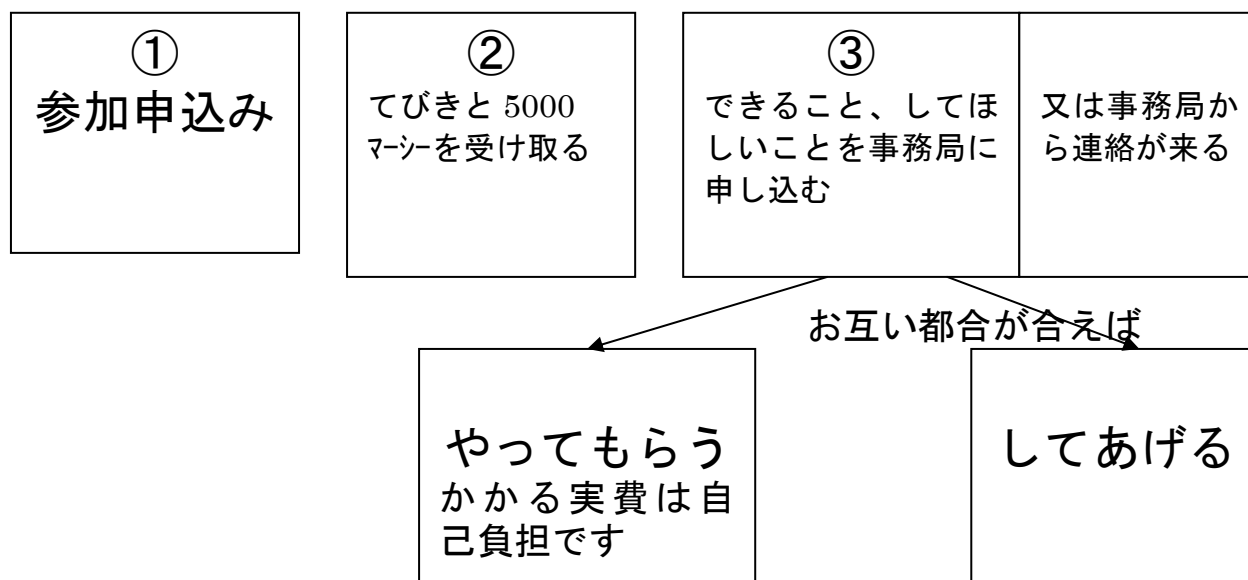 ①
参加申込み
②
てびきと 5000
ﾏｰｼｰを受け取る
③
できること、してほ
しいことを事務局に
申し込む
又は事務局か
ら連絡が来る
お互い都合が合えば
やってもらう
かかる実費は自
己負担です
してあげる